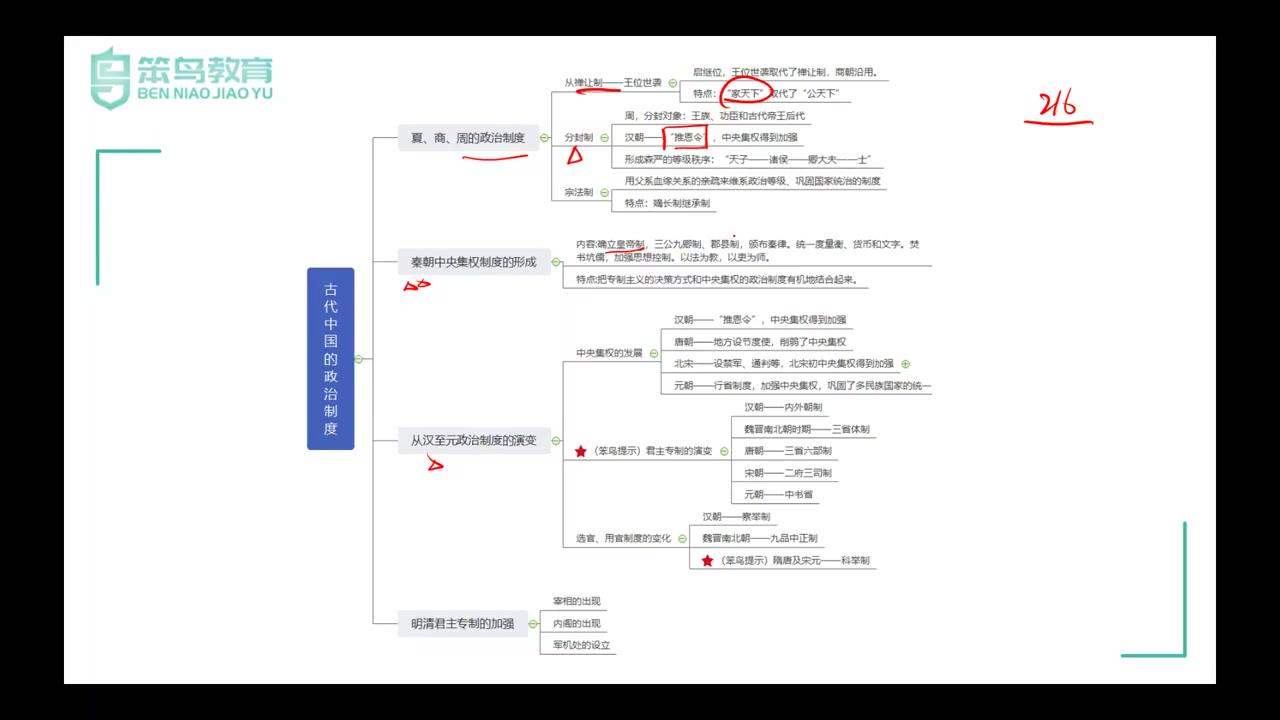 笨鸟教育
BEN NIAO JIAO YU
216
古代中国的政治制度
夏、商、周的政治制度
从禅让制——王位世袭
启继位，王位世袭取代了禅让制，商朝沿用。
特点：“家天下”取代了“公天下”
分封制
周，分封对象：王族、功臣和古代帝王后代
汉朝——“推恩令”，中央集权得到加强
形成森严的等级秩序：“天子——诸侯——卿大夫——士”
宗法制
用父系血缘关系的亲疏来维系政治等级、巩固国家统治的制度
特点：嫡长制继承制
秦朝中央集权制度的形成
内容:确立皇帝制，三公九卿制、郡县制，颁布秦律。统一度量衡、货币和文字。焚
书坑儒，加强思想控制。以法为教，以吏为师。
特点:把专制主义的决策方式和中央集权的政治制度有机地结合起来。
从汉至元政治制度的演变
中央集权的发展
汉朝——“推恩令”，中央集权得到加强
唐朝——地方设节度使，削弱了中央集权
北宋——设禁军、通判等，北宋初中央集权得到加强
元朝——行省制度，加强中央集权，巩固了多民族国家的统一
（笨鸟提示）君主专制的演变
汉朝——内外朝制
魏晋南北朝时期——三省体制
唐朝——三省六部制
宋朝——二府三司制
元朝——中书省
选官、用官制度的变化
汉朝——察举制
魏晋南北朝——九品中正制
（笨鸟提示）隋唐及宋元——科举制
明清君主专制的加强
宰相的出现
内阁的出现
军机处的设立